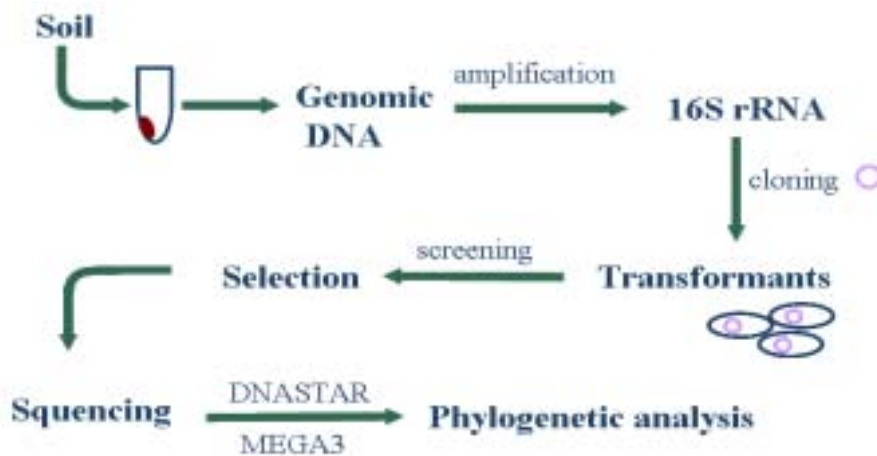 Soil
Genomic
DNA
amplification
16S rRNA
cloning
Transformants
screening
Selection
Squencing
DNASTAR
MEGA3
Phylogenetic analysis